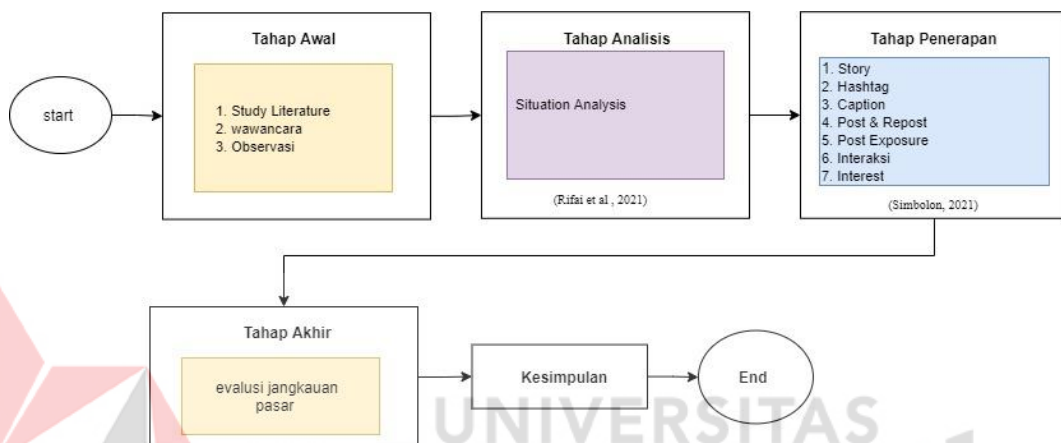 start
Tahap Awal
1. Study Literature
2. wawancara
3. Observasi
Tahap Analisis
Situation Analysis
(Rifai et al , 2021)
Tahap Penerapan
1. Story
2. Hashtag
3. Caption
4. Post & Repost
5. Post Exposure
6. Interaksi
7. Interest
(Simbolon, 2021)
Tahap Akhir
evalusi jangkauan
pasar
Kesimpulan
End
UNIVERSITAS